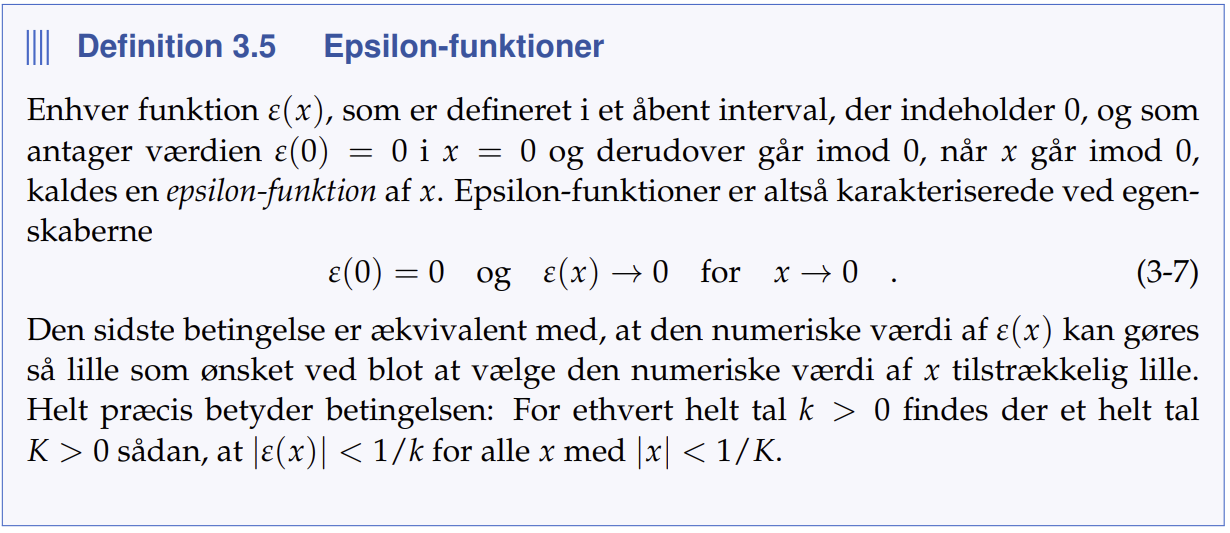 Definition 3.5 Epsilon-funktioner
Enhver funktion ε(x), som er defineret i et åbent interval, der indeholder 0, og som
antager værdien ε(0) = 0 i x = 0 og derudover går imod 0, når x går imod 0,
kaldes en epsilon-funktion af x. Epsilon-funktioner er altså karakteriserede ved egen-
skaberne
ε(0) = 0 og ε(x) → 0 for x → 0 . (3-7)
Den sidste betingelse er ækvivalent med, at den numeriske værdi af ε(x) kan gøres
så lille som ønsket ved blot at vælge den numeriske værdi af x tilstrækkelig lille.
Helt præcis betyder betingelsen: For ethvert helt tal k > 0 findes der et helt tal
K > 0 sådan, at |ε(x)| < 1/k for alle x med |x| < 1/K.